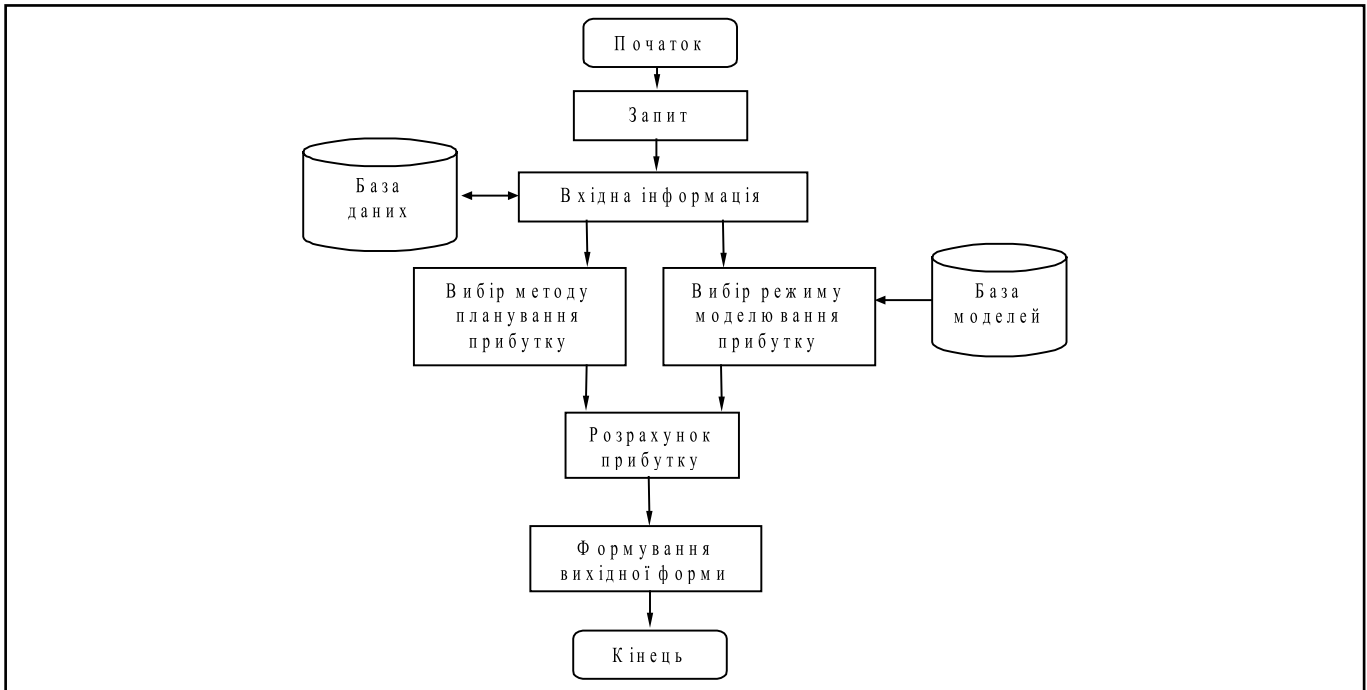 Початок
Запит
База
даних
Вхідна інформація
Вибір методу
планування
прибутку
Вибір режиму
моделювання
прибутку
База
моделей
Розрахунок
прибутку
Формування
вихідної форми
Кінець